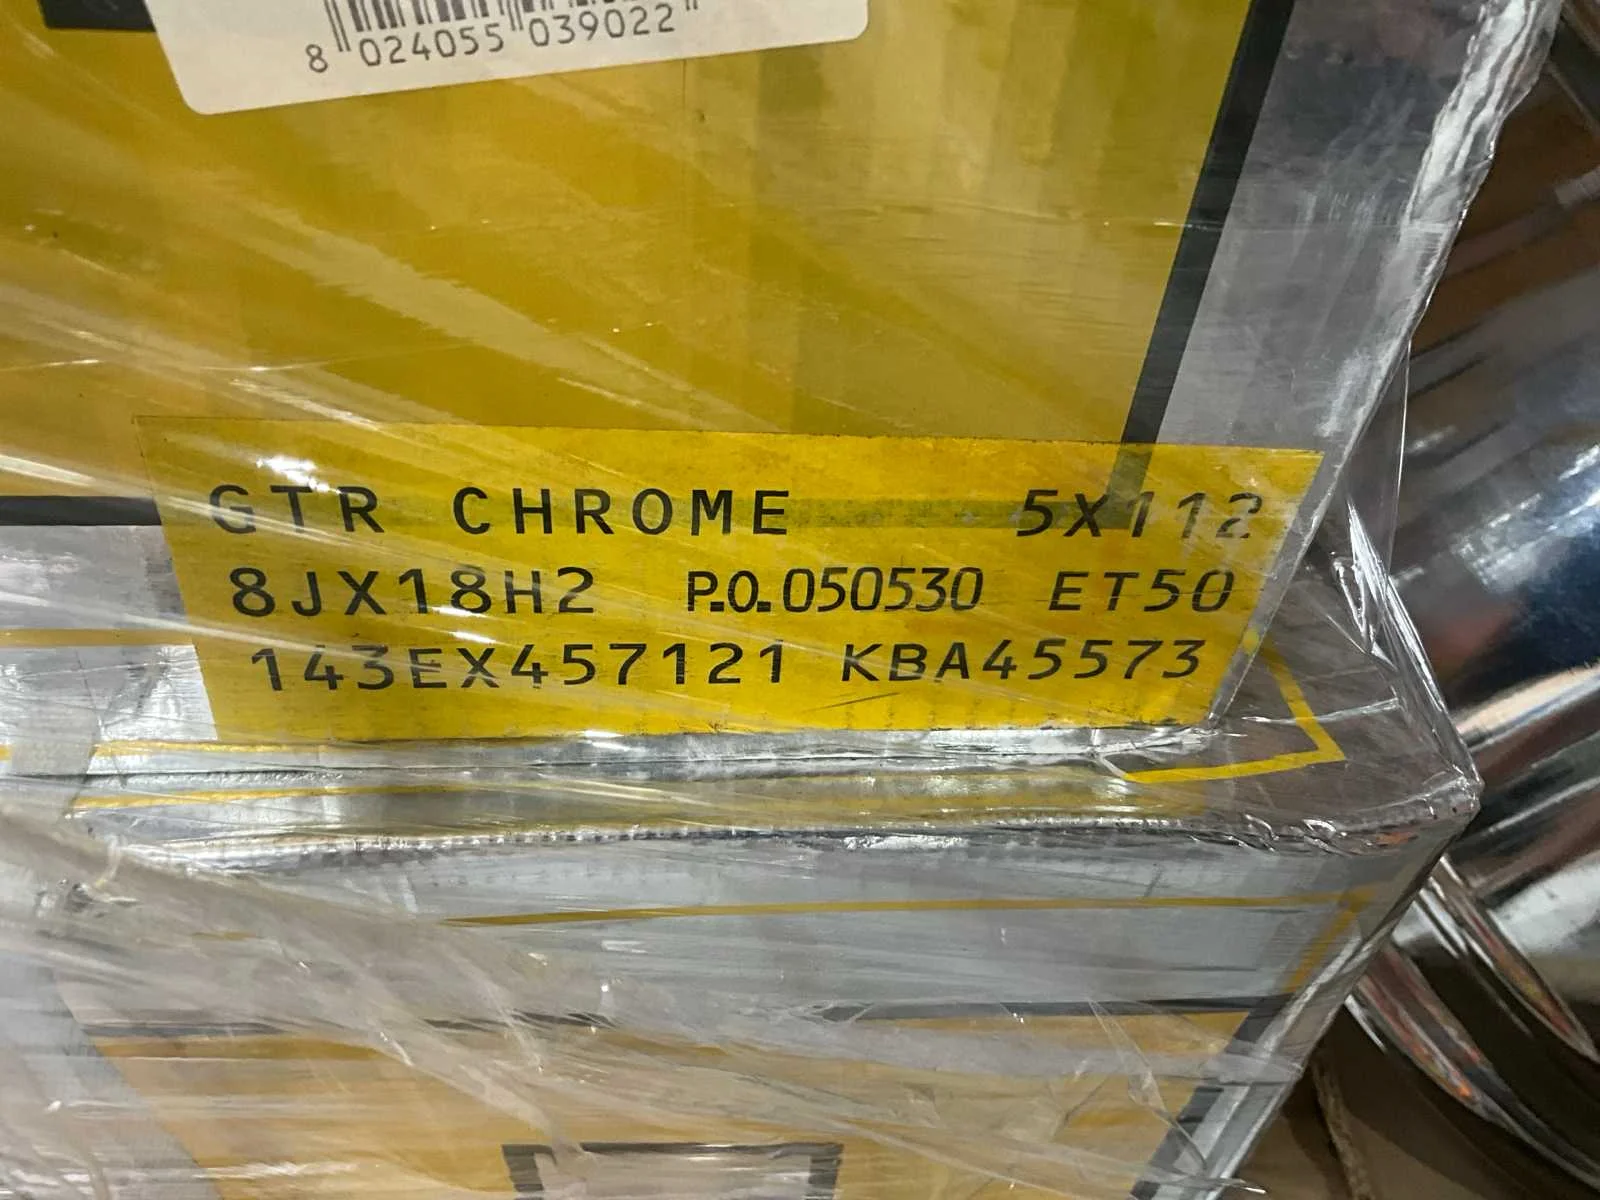 8 024055 039022
GTR CHROME 5X112
8JX18H2 P.O.050530 ET50
143EX457121 KBA45573